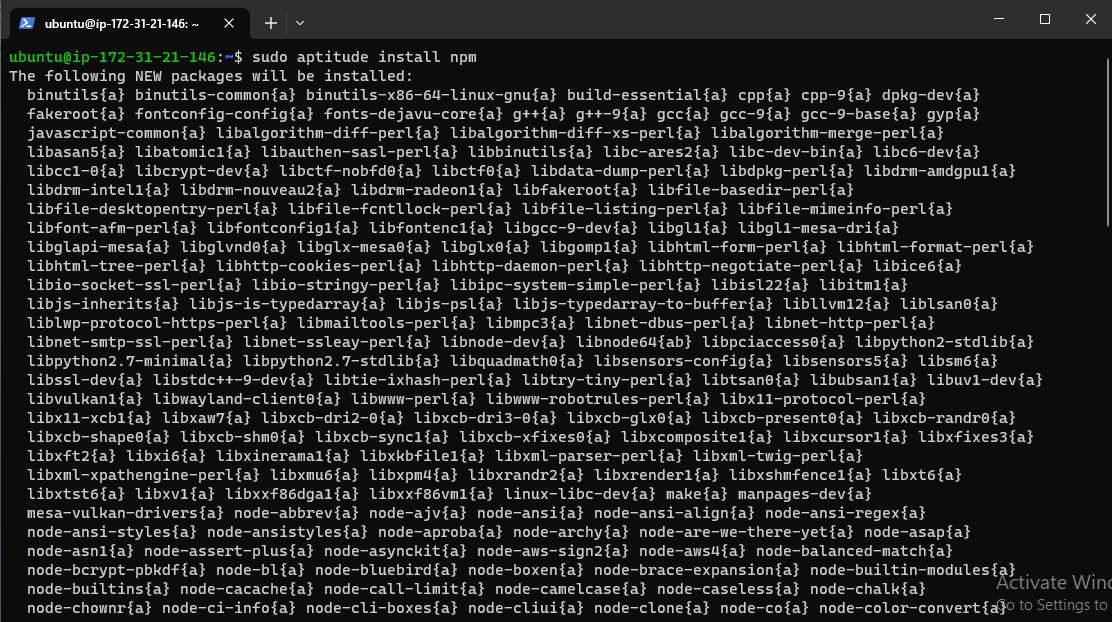 ubuntu@ip-172-31-21-146: ~
ubuntu@ip-172-31-21-146:~$ sudo aptitude install npm
The following NEW packages will be installed:
binutils{a} binutils-common{a} binutils-x86-64-linux-gnu{a} build-essential{a} cpp{a} cpp-9{a} dpkg-dev{a}
fakeroot{a} fontconfig-config{a} fonts-dejavu-core{a} g++{a} g++-9{a} gcc{a} gcc-9{a} gcc-9-base{a} gyp{a}
javascript-common{a} libalgorithm-diff-perl{a} libalgorithm-diff-xs-perl{a} libalgorithm-merge-perl{a}
libasan5{a} libatomic1{a} libauthen-sasl-perl{a} libbinutils{a} libc-ares2{a} libc-dev-bin{a} libc6-dev{a}
libcc1-0{a} libcrypt-dev{a} libctf-nobfd0{a} libctf0{a} libdata-dump-perl{a} libdpkg-perl{a} libdrm-amdgpu1{a}
libdrm-intel1{a} libdrm-nouveau2{a} libdrm-radeon1{a} libfakeroot{a} libfile-basedir-perl{a}
libfile-desktopentry-perl{a} libfile-fcntllock-perl{a} libfile-listing-perl{a} libfile-mimeinfo-perl{a}
libfont-afm-perl{a} libfontconfig1{a} libfontenc1{a} libgcc-9-dev{a} libgl1{a} libgl1-mesa-dri{a}
libglapi-mesa{a} libglvnd0{a} libglx-mesa0{a} libglx0{a} libgomp1{a} libhtml-form-perl{a} libhtml-format-perl{a}
libhtml-tree-perl{a} libhttp-cookies-perl{a} libhttp-daemon-perl{a} libhttp-negotiate-perl{a} libice6{a}
libio-socket-ssl-perl{a} libio-stringy-perl{a} libipc-system-simple-perl{a} libisl22{a} libitm1{a}
libjs-inherits{a} libjs-is-typedarray{a} libjs-psl{a} libjs-typedarray-to-buffer{a} libllvm12{a} liblsan0{a}
liblwp-protocol-https-perl{a} libmailtools-perl{a} libmpc3{a} libnet-dbus-perl{a} libnet-http-perl{a}
libnet-smtp-ssl-perl{a} libnet-ssleay-perl{a} libnode-dev{a} libnode64{ab} libpciaccess0{a} libpython2-stdlib{a}
libpython2.7-minimal{a} libpython2.7-stdlib{a} libquadmath0{a} libsensors-config{a} libsensors5{a} libsm6{a}
libssl-dev{a} libstdc++-9-dev{a} libtie-ixhash-perl{a} libtry-tiny-perl{a} libtsan0{a} libubsan1{a} libuv1-dev{a}
libvulkan1{a} libwayland-client0{a} libwww-perl{a} libwww-robotrules-perl{a} libx11-protocol-perl{a}
libx11-xcb1{a} libxaw7{a} libxcb-dri2-0{a} libxcb-dri3-0{a} libxcb-glx0{a} libxcb-present0{a} libxcb-randr0{a}
libxcb-shape0{a} libxcb-shm0{a} libxcb-sync1{a} libxcb-xfixes0{a} libxcomposite1{a} libxcursor1{a} libxfixes3{a}
libxft2{a} libxi6{a} libxinerama1{a} libxkbfile1{a} libxml-parser-perl{a} libxml-twig-perl{a}
libxml-xpathengine-perl{a} libxmu6{a} libxpm4{a} libxrandr2{a} libxrender1{a} libxshmfence1{a} libxt6{a}
libxtst6{a} libxv1{a} libxxf86dga1{a} libxxf86vm1{a} linux-libc-dev{a} make{a} manpages-dev{a}
mesa-vulkan-drivers{a} node-abbrev{a} node-ajv{a} node-ansi{a} node-ansi-align{a} node-ansi-regex{a}
node-ansi-styles{a} node-ansistyles{a} node-aproba{a} node-archy{a} node-are-we-there-yet{a} node-asap{a}
node-asn1{a} node-assert-plus{a} node-asynckit{a} node-aws-sign2{a} node-aws4{a} node-balanced-match{a}
node-bcrypt-pbkdf{a} node-bl{a} node-bluebird{a} node-boxen{a} node-brace-expansion{a} node-builtin-modules{a}
node-builtins{a} node-cacache{a} node-call-limit{a} node-camelcase{a} node-caseless{a} node-chalk{a}
node-chownr{a} node-ci-info{a} node-cli-boxes{a} node-cliui{a} node-clone{a} node-co{a} node-color-convert{a}
Activate Wind
Go to Settings to